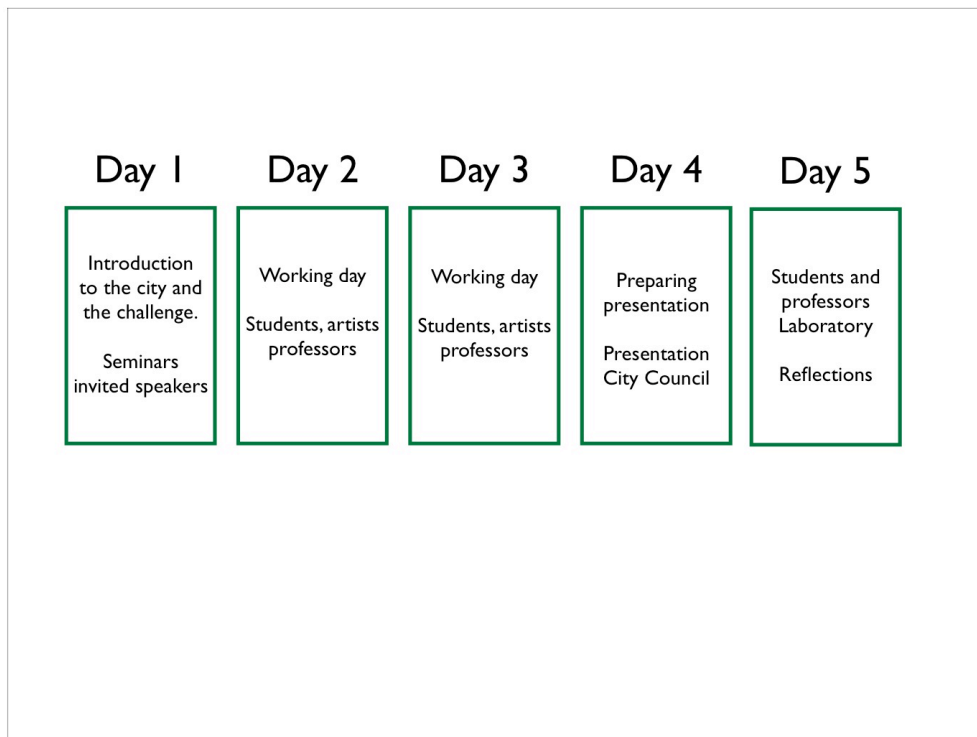 Day 1
Introduction
to the city and
the challenge.
Seminars
invited speakers
Day 2
Working day
Students, artists
professors
Day 3
Working day
Students, artists
professors
Day 4
Preparing
presentation
Presentation
City Council
Day 5
Students and
professors
Laboratory
Reflections